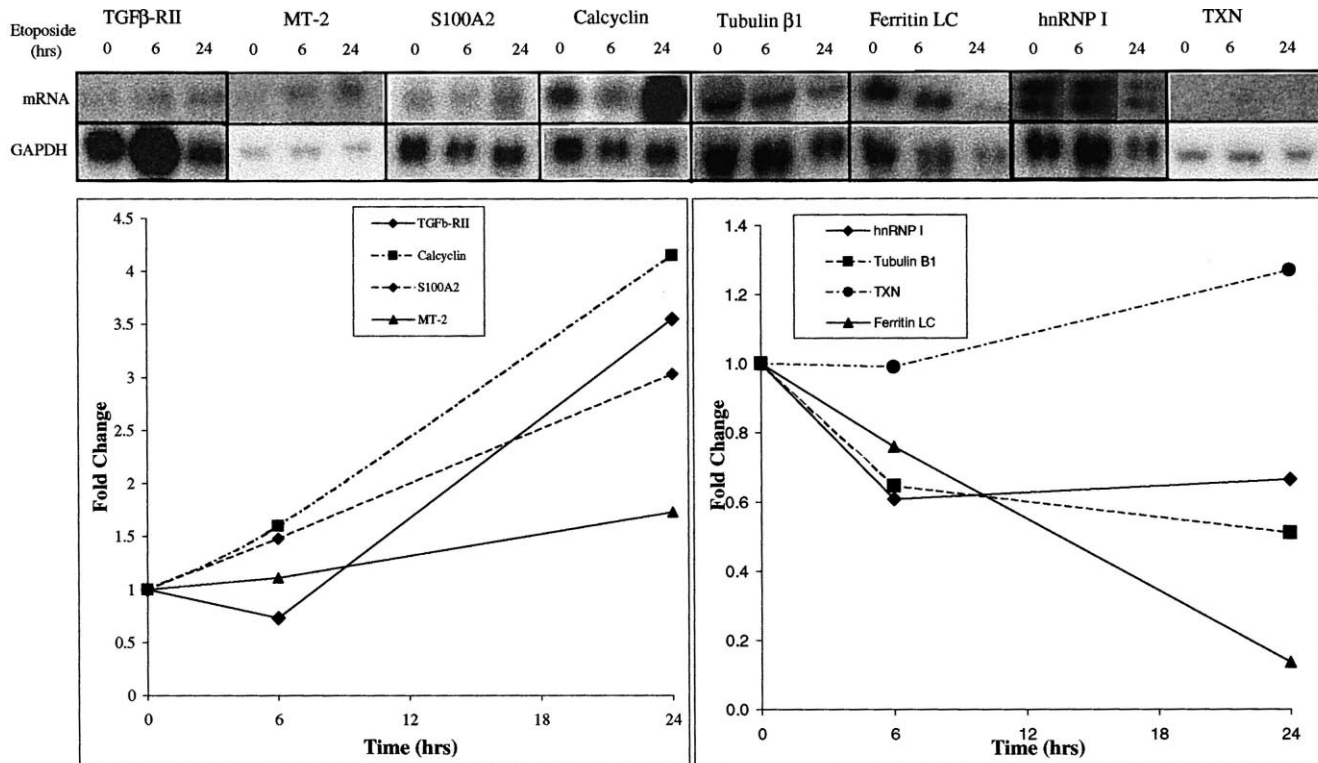 TGFβ-RII MT-2 S100A2 Calcyclin Tubulin β1 Ferritin LC hnRNP I TXN
Etoposide
(hrs) 0 6 24 0 6 24 0 6 24 0 6 24 0 6 24 0 6 24 0 6 24 0 6 24
mRNA
GAPDH
4.5
4
3.5
3
2.5
2
1.5
1
0.5
0
Fold Change
TGFb-RII
Calcyclin
S100A2
MT-2
0 6 12 18 24
Time (hrs)
1.4
1.2
1.0
0.8
0.6
0.4
0.2
0.0
Fold Change
hnRNP I
Tubulin B1
TXN
Ferritin LC
0 6 12 18 24
Time (hrs)